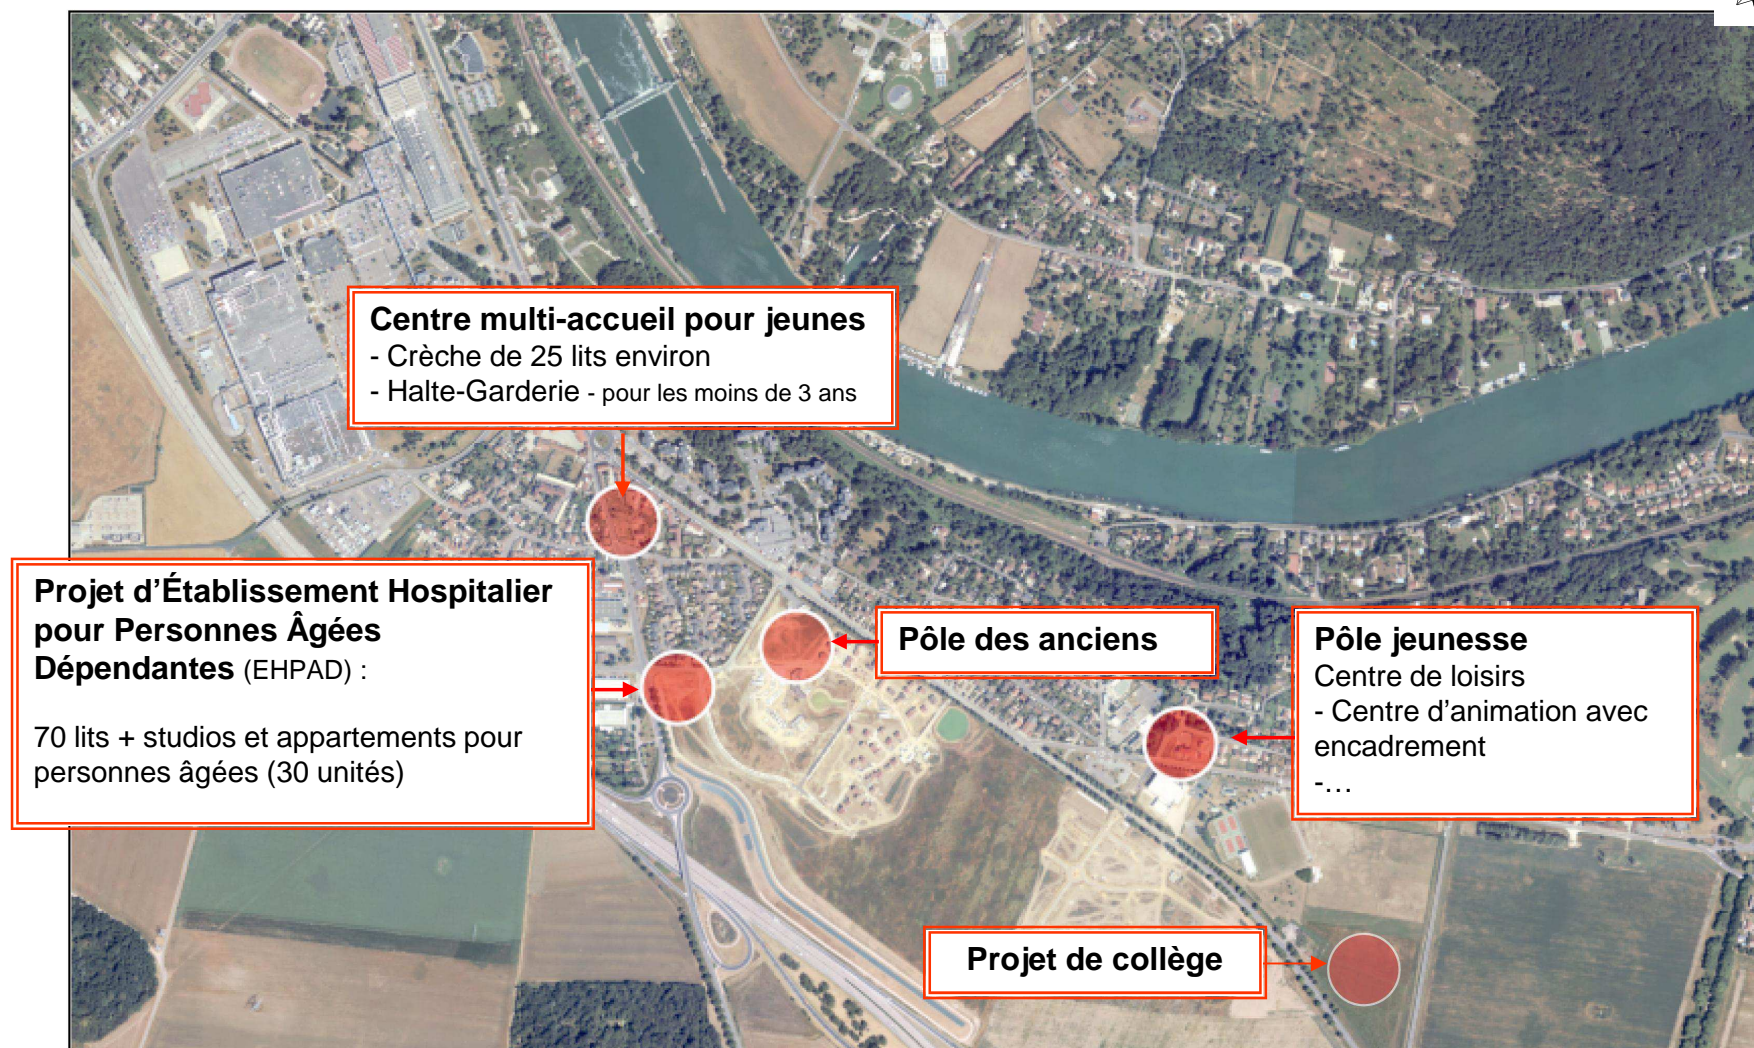 Centre multi-accueil pour jeunes
- Crèche de 25 lits environ
- Halte-Garderie - pour les moins de 3 ans
Projet d’Établissement Hospitalier
pour Personnes Âgées
Dépendantes (EHPAD) :
70 lits + studios et appartements pour
personnes âgées (30 unités)
Pôle des anciens
Pôle jeunesse
Centre de loisirs
- Centre d’animation avec
encadrement
-…
Projet de collège